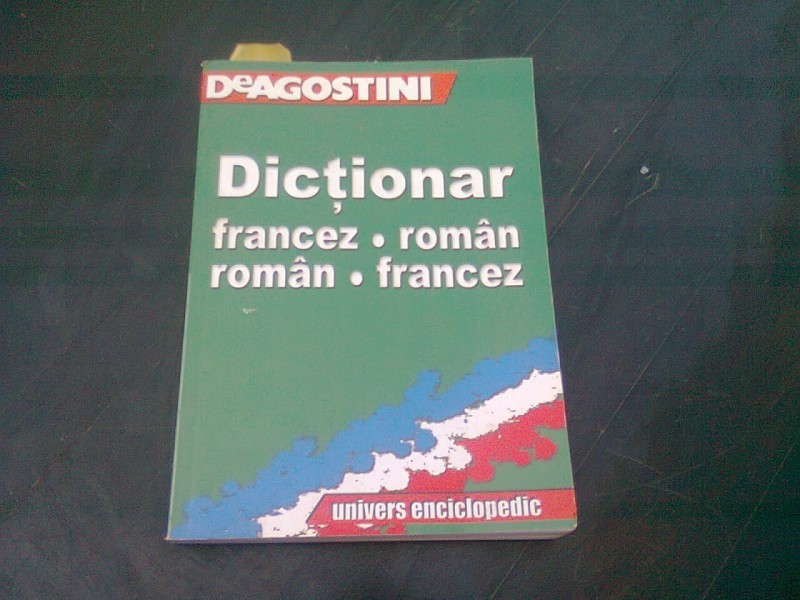 DeAGOSTINI
Dicționar
francez • român
român • francez
univers enciclopedic